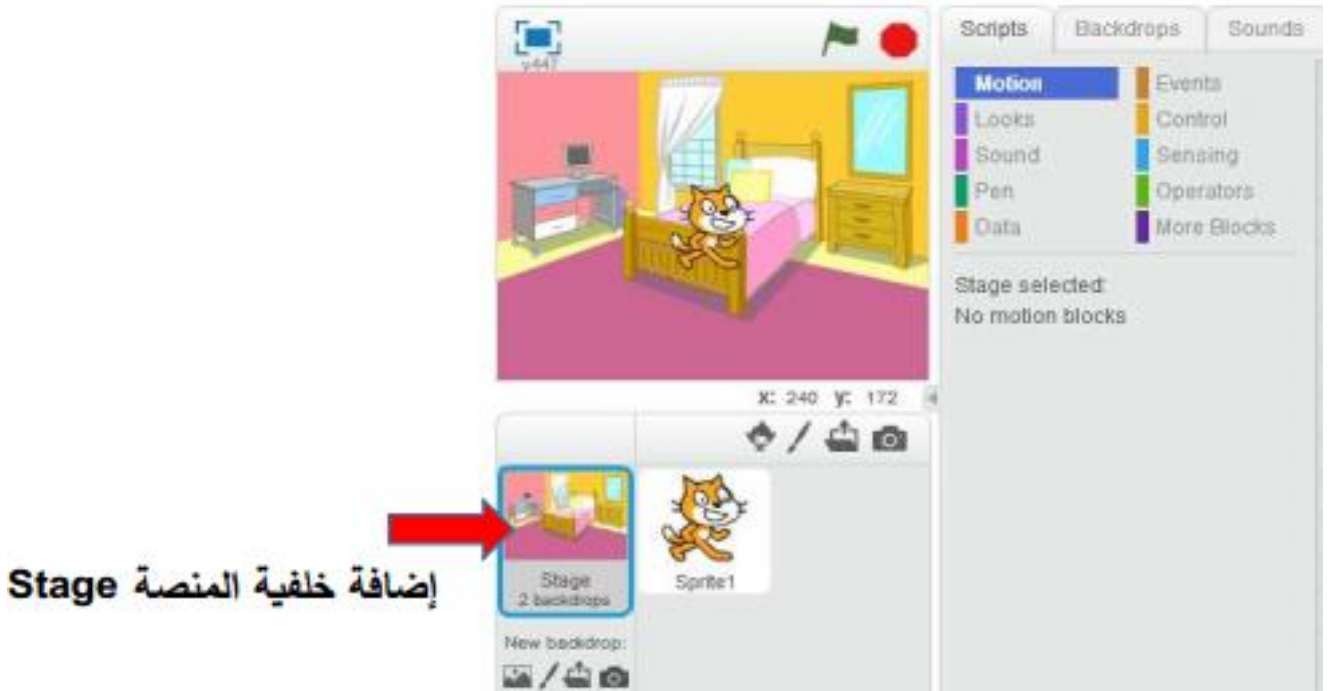 v447
Scripts Backdrops Sounds
Motion Events
Looks Control
Sound Sensing
Pen Operators
Data More Blocks
Stage selected:
No motion blocks
x: 240 y: 172
إضافة خلفية المنصة Stage
Stage
2 backdrops
Sprite1
New backdrop: